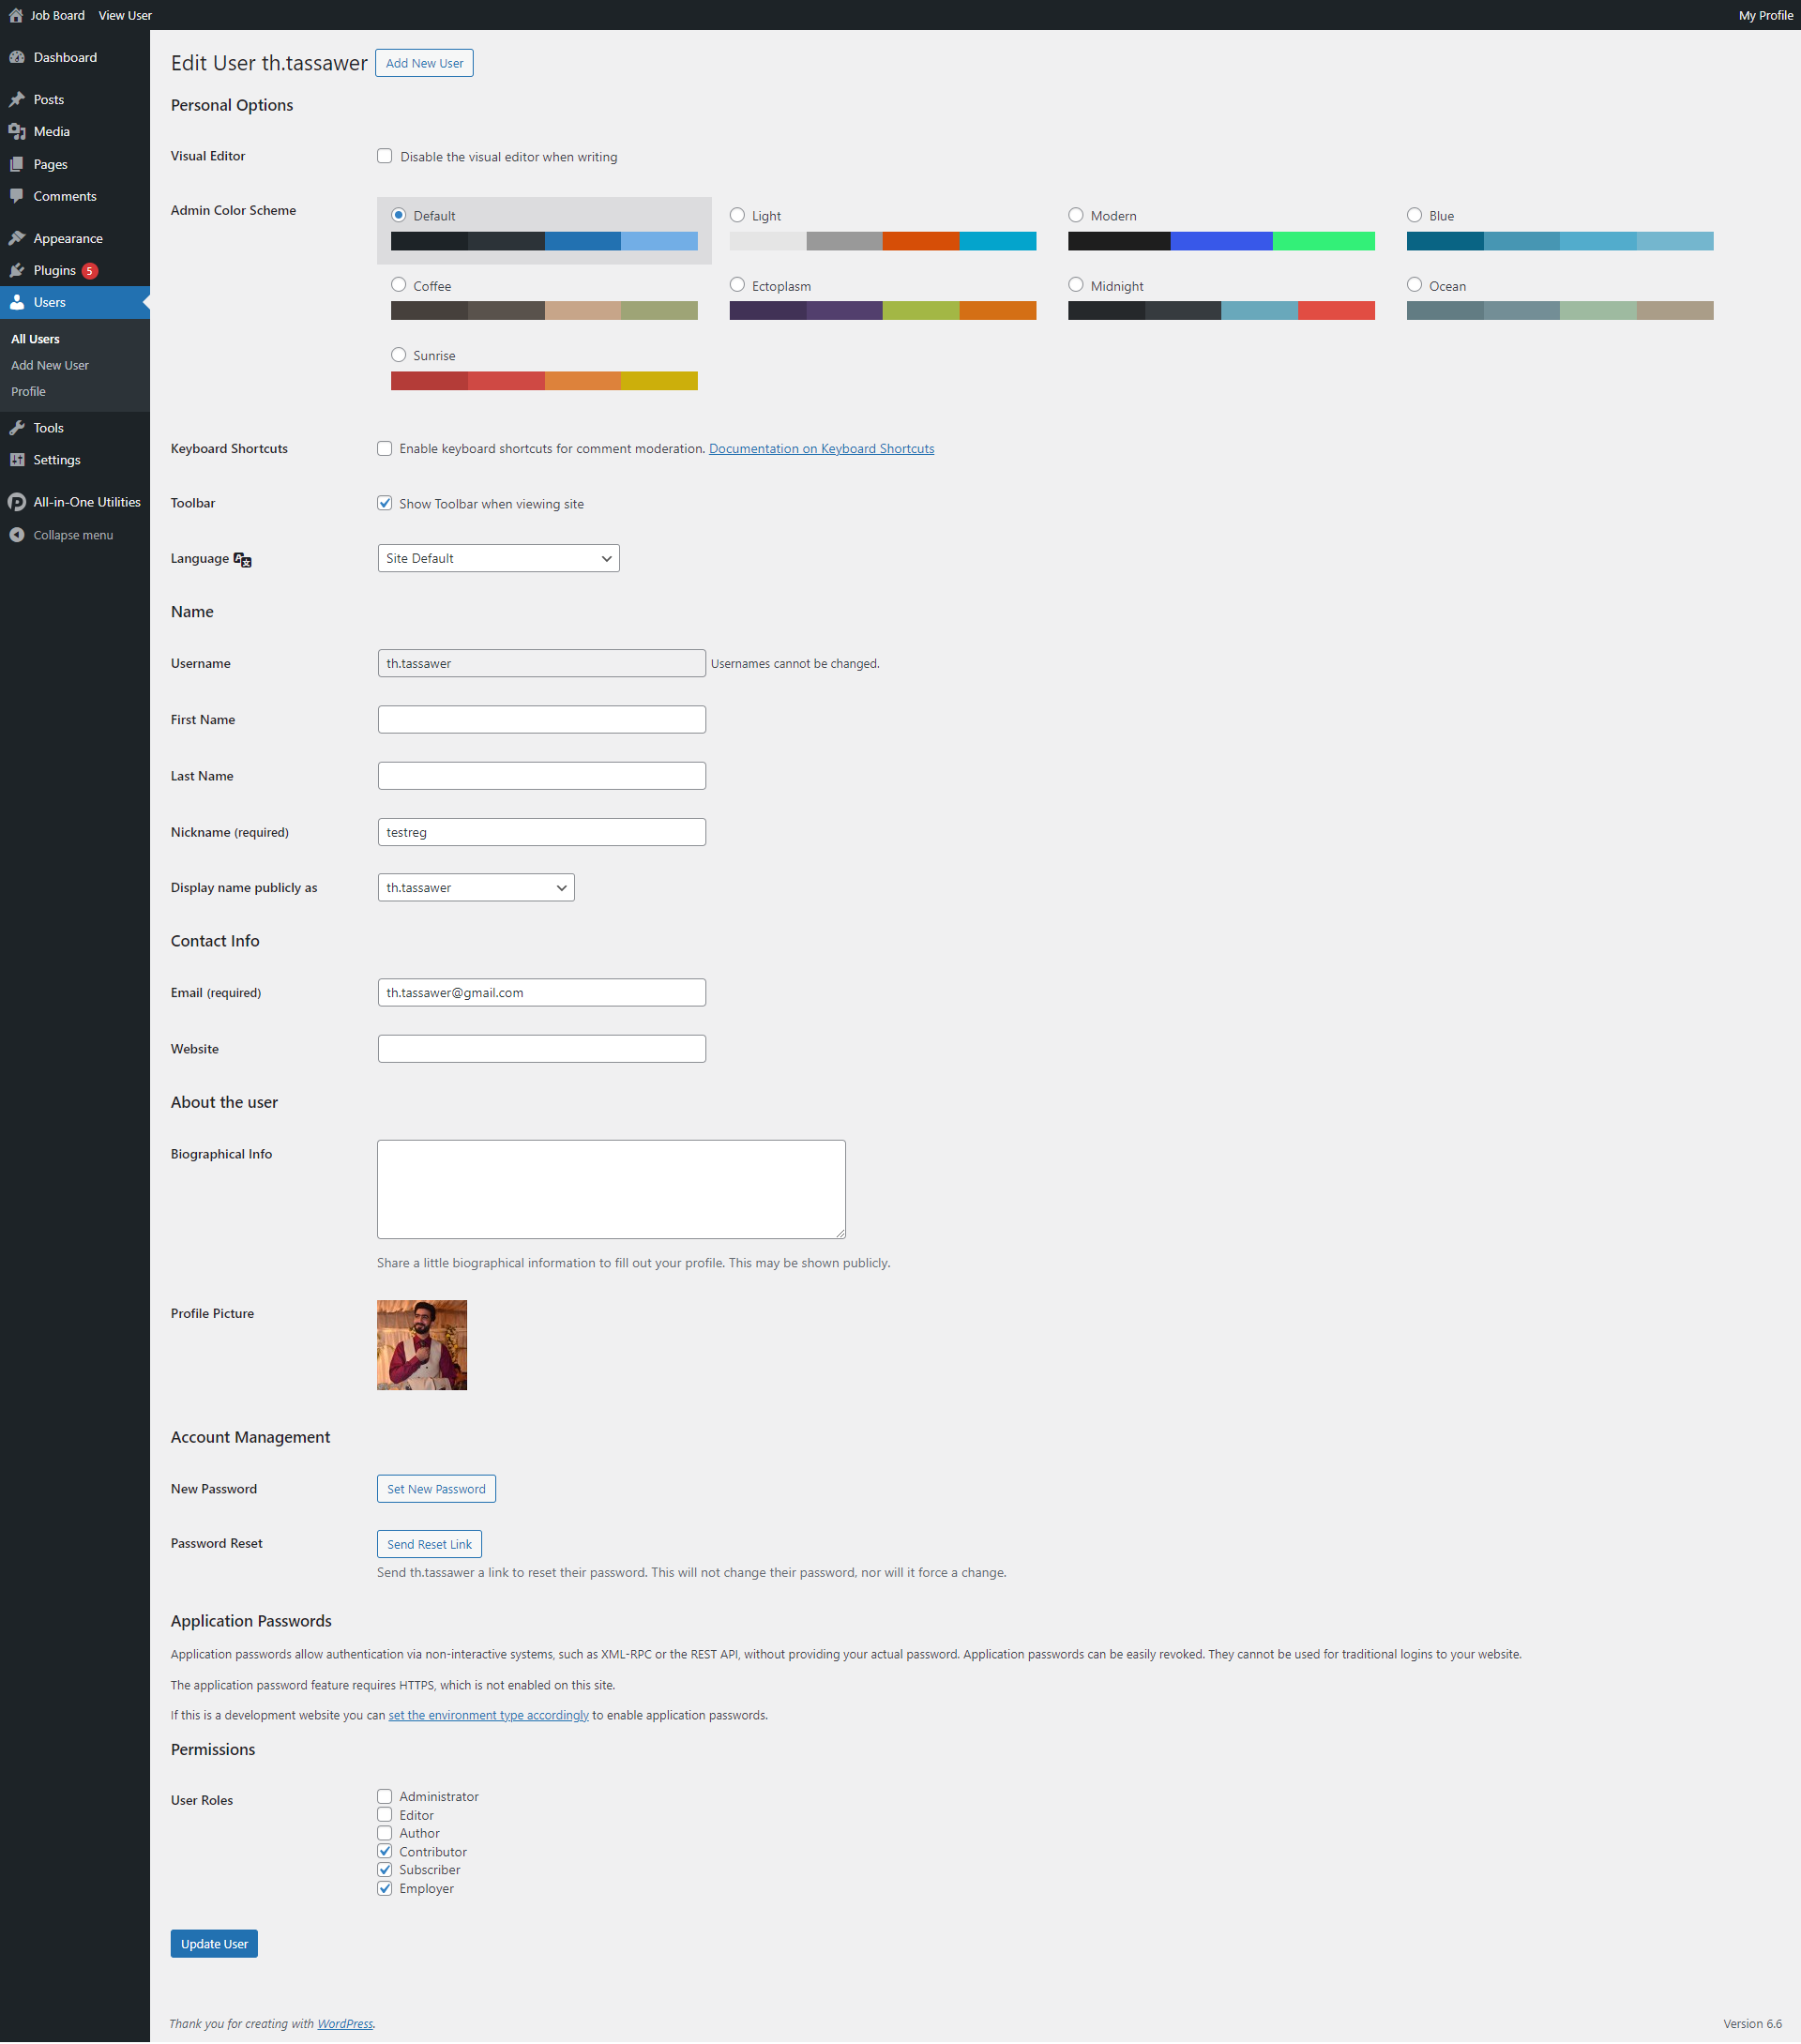 Job Board
View User
My Profile
Dashboard
Posts
Media
Pages
Comments
Appearance
Plugins 5
Users
All Users
Add New User
Profile
Tools
Settings
All-in-One Utilities
Collapse menu
Edit User th.tassawer
Add New User
Personal Options
Visual Editor
Disable the visual editor when writing
Admin Color Scheme
Default
Light
Modern
Blue
Coffee
Ectoplasm
Midnight
Ocean
Sunrise
Keyboard Shortcuts
Enable keyboard shortcuts for comment moderation. Documentation on Keyboard Shortcuts
Toolbar
Show Toolbar when viewing site
Language
Site Default
Name
Username
th.tassawer
Usernames cannot be changed.
First Name
Last Name
Nickname (required)
testreg
Display name publicly as
th.tassawer
Contact Info
Email (required)
th.tassawer@gmail.com
Website
About the user
Biographical Info
Share a little biographical information to fill out your profile. This may be shown publicly.
Profile Picture
Account Management
New Password
Set New Password
Password Reset
Send Reset Link
Send th.tassawer a link to reset their password. This will not change their password, nor will it force a change.
Application Passwords
Application passwords allow authentication via non-interactive systems, such as XML-RPC or the REST API, without providing your actual password. Application passwords can be easily revoked. They cannot be used for traditional logins to your website.
The application password feature requires HTTPS, which is not enabled on this site.
If this is a development website you can set the environment type accordingly to enable application passwords.
Permissions
User Roles
Administrator
Editor
Author
Contributor
Subscriber
Employer
Update User
Thank you for creating with WordPress.
Version 6.6